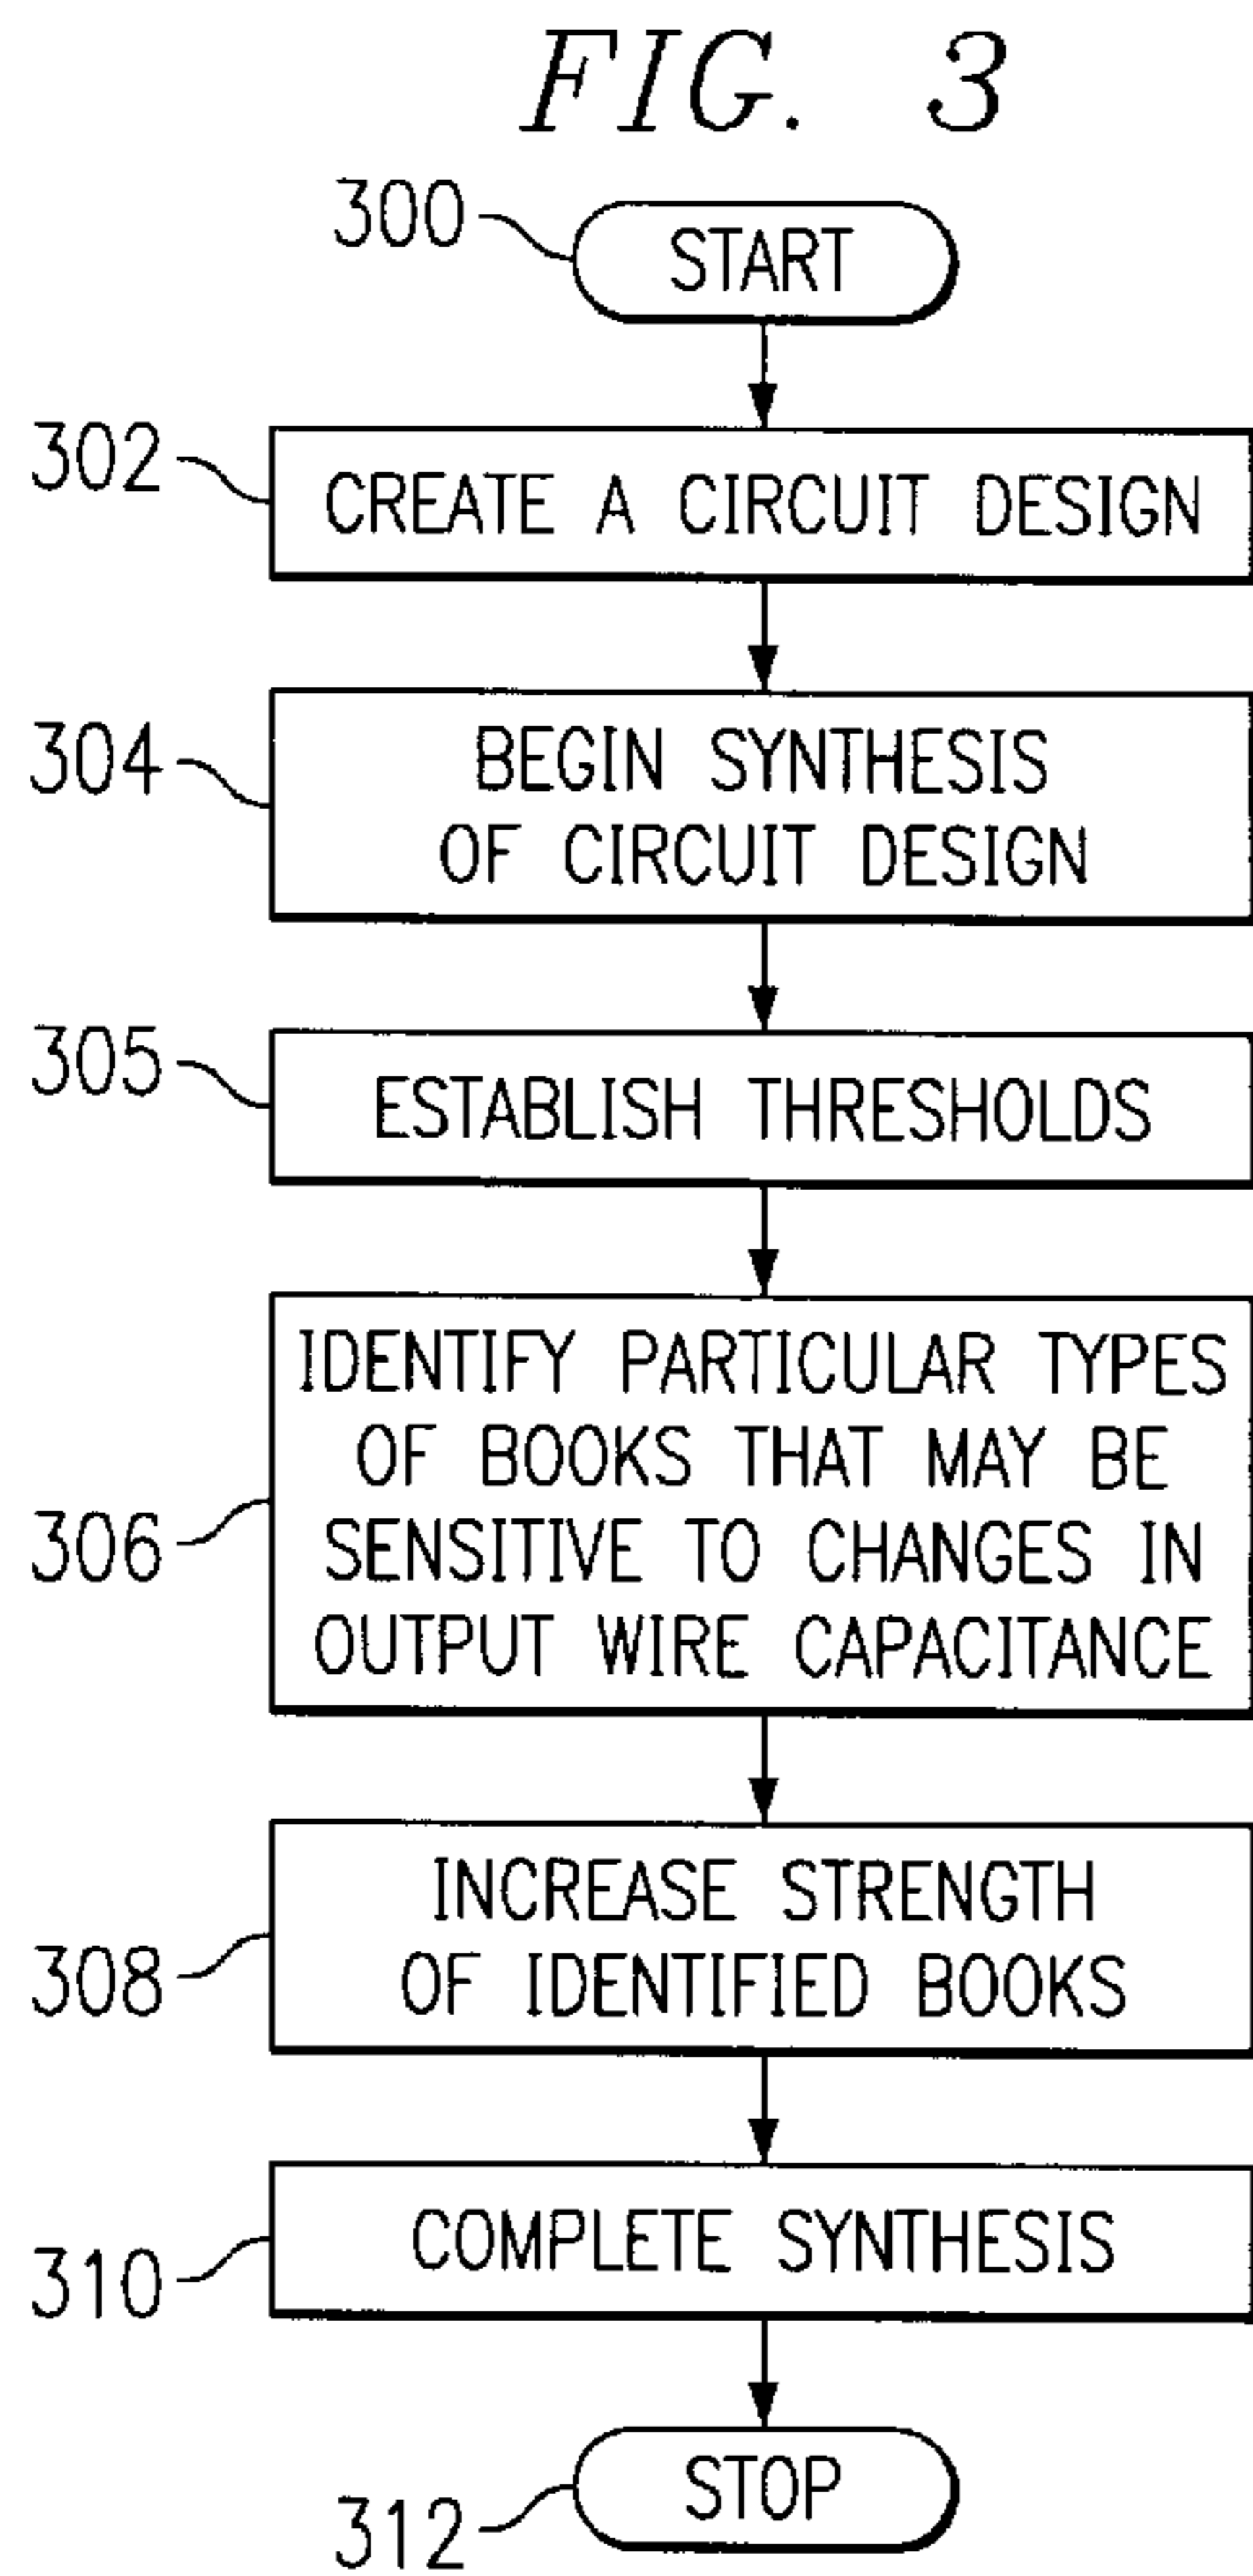 FIG. 3
300
START
302
CREATE A CIRCUIT DESIGN
304
BEGIN SYNTHESIS
OF CIRCUIT DESIGN
305
ESTABLISH THRESHOLDS
306
IDENTIFY PARTICULAR TYPES
OF BOOKS THAT MAY BE
SENSITIVE TO CHANGES IN
OUTPUT WIRE CAPACITANCE
308
INCREASE STRENGTH
OF IDENTIFIED BOOKS
310
COMPLETE SYNTHESIS
312
STOP